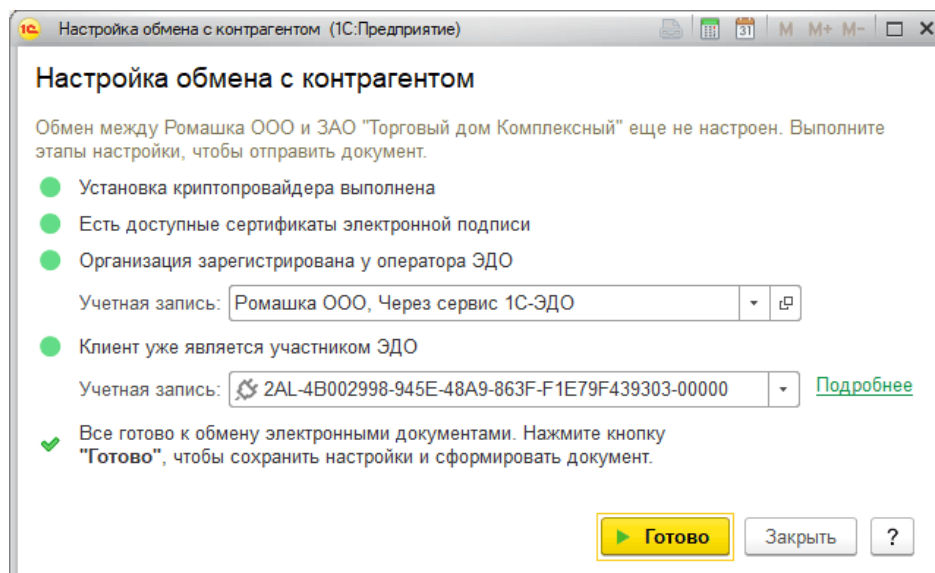 1С Настройка обмена с контрагентом (1С:Предприятие) 31 M M+ M-
Настройка обмена с контрагентом
Обмен между Ромашка ООО и ЗАО "Торговый дом Комплексный" еще не настроен. Выполните
этапы настройки, чтобы отправить документ.
Установка криптопровайдера выполнена
Есть доступные сертификаты электронной подписи
Организация зарегистрирована у оператора ЭДО
Учетная запись: Ромашка ООО, Через сервис 1С-ЭДО
Клиент уже является участником ЭДО
Учетная запись: 2AL-4B002998-945E-48A9-863F-F1E79F439303-00000 Подробнее
Все готово к обмену электронными документами. Нажмите кнопку
"Готово", чтобы сохранить настройки и сформировать документ.
Готово Закрыть ?